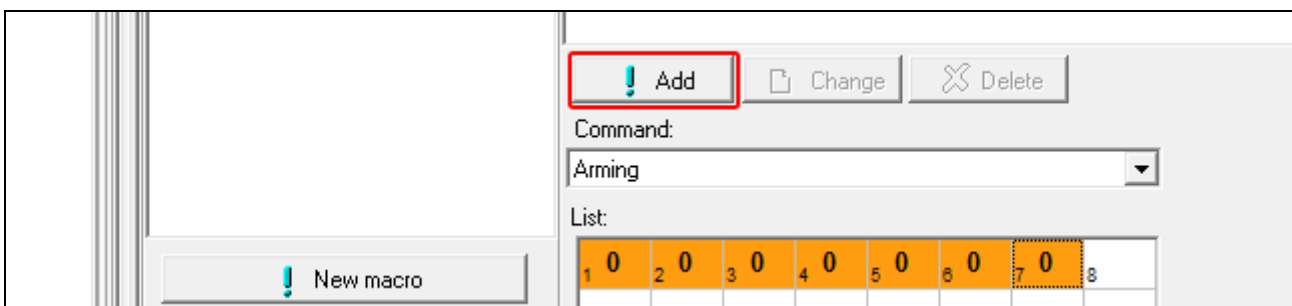 Add Change Delete
Command:
Arming
List:
1 0 2 0 3 0 4 0 5 0 6 0 7 0 8
New macro